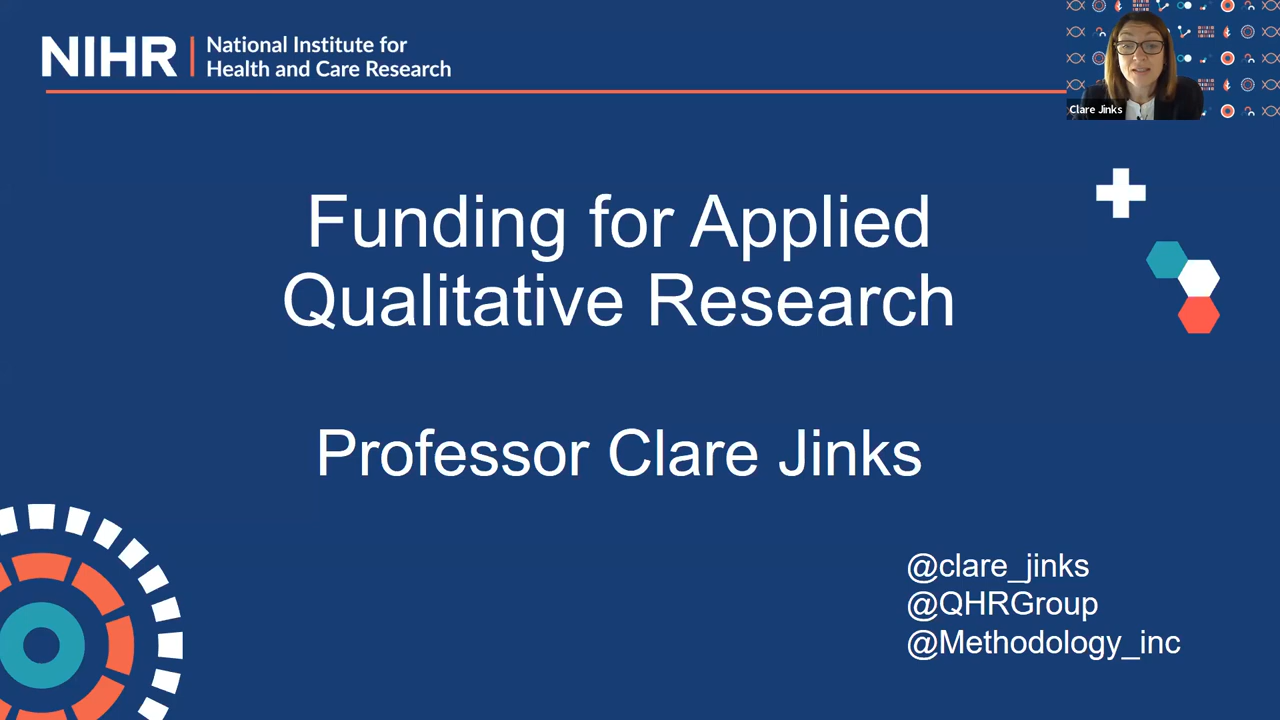 NIHR
National Institute for
Health and Care Research
Clare Jinks
Funding for Applied
Qualitative Research
Professor Clare Jinks
@clare_jinks
@QHRGroup
@Methodology_inc